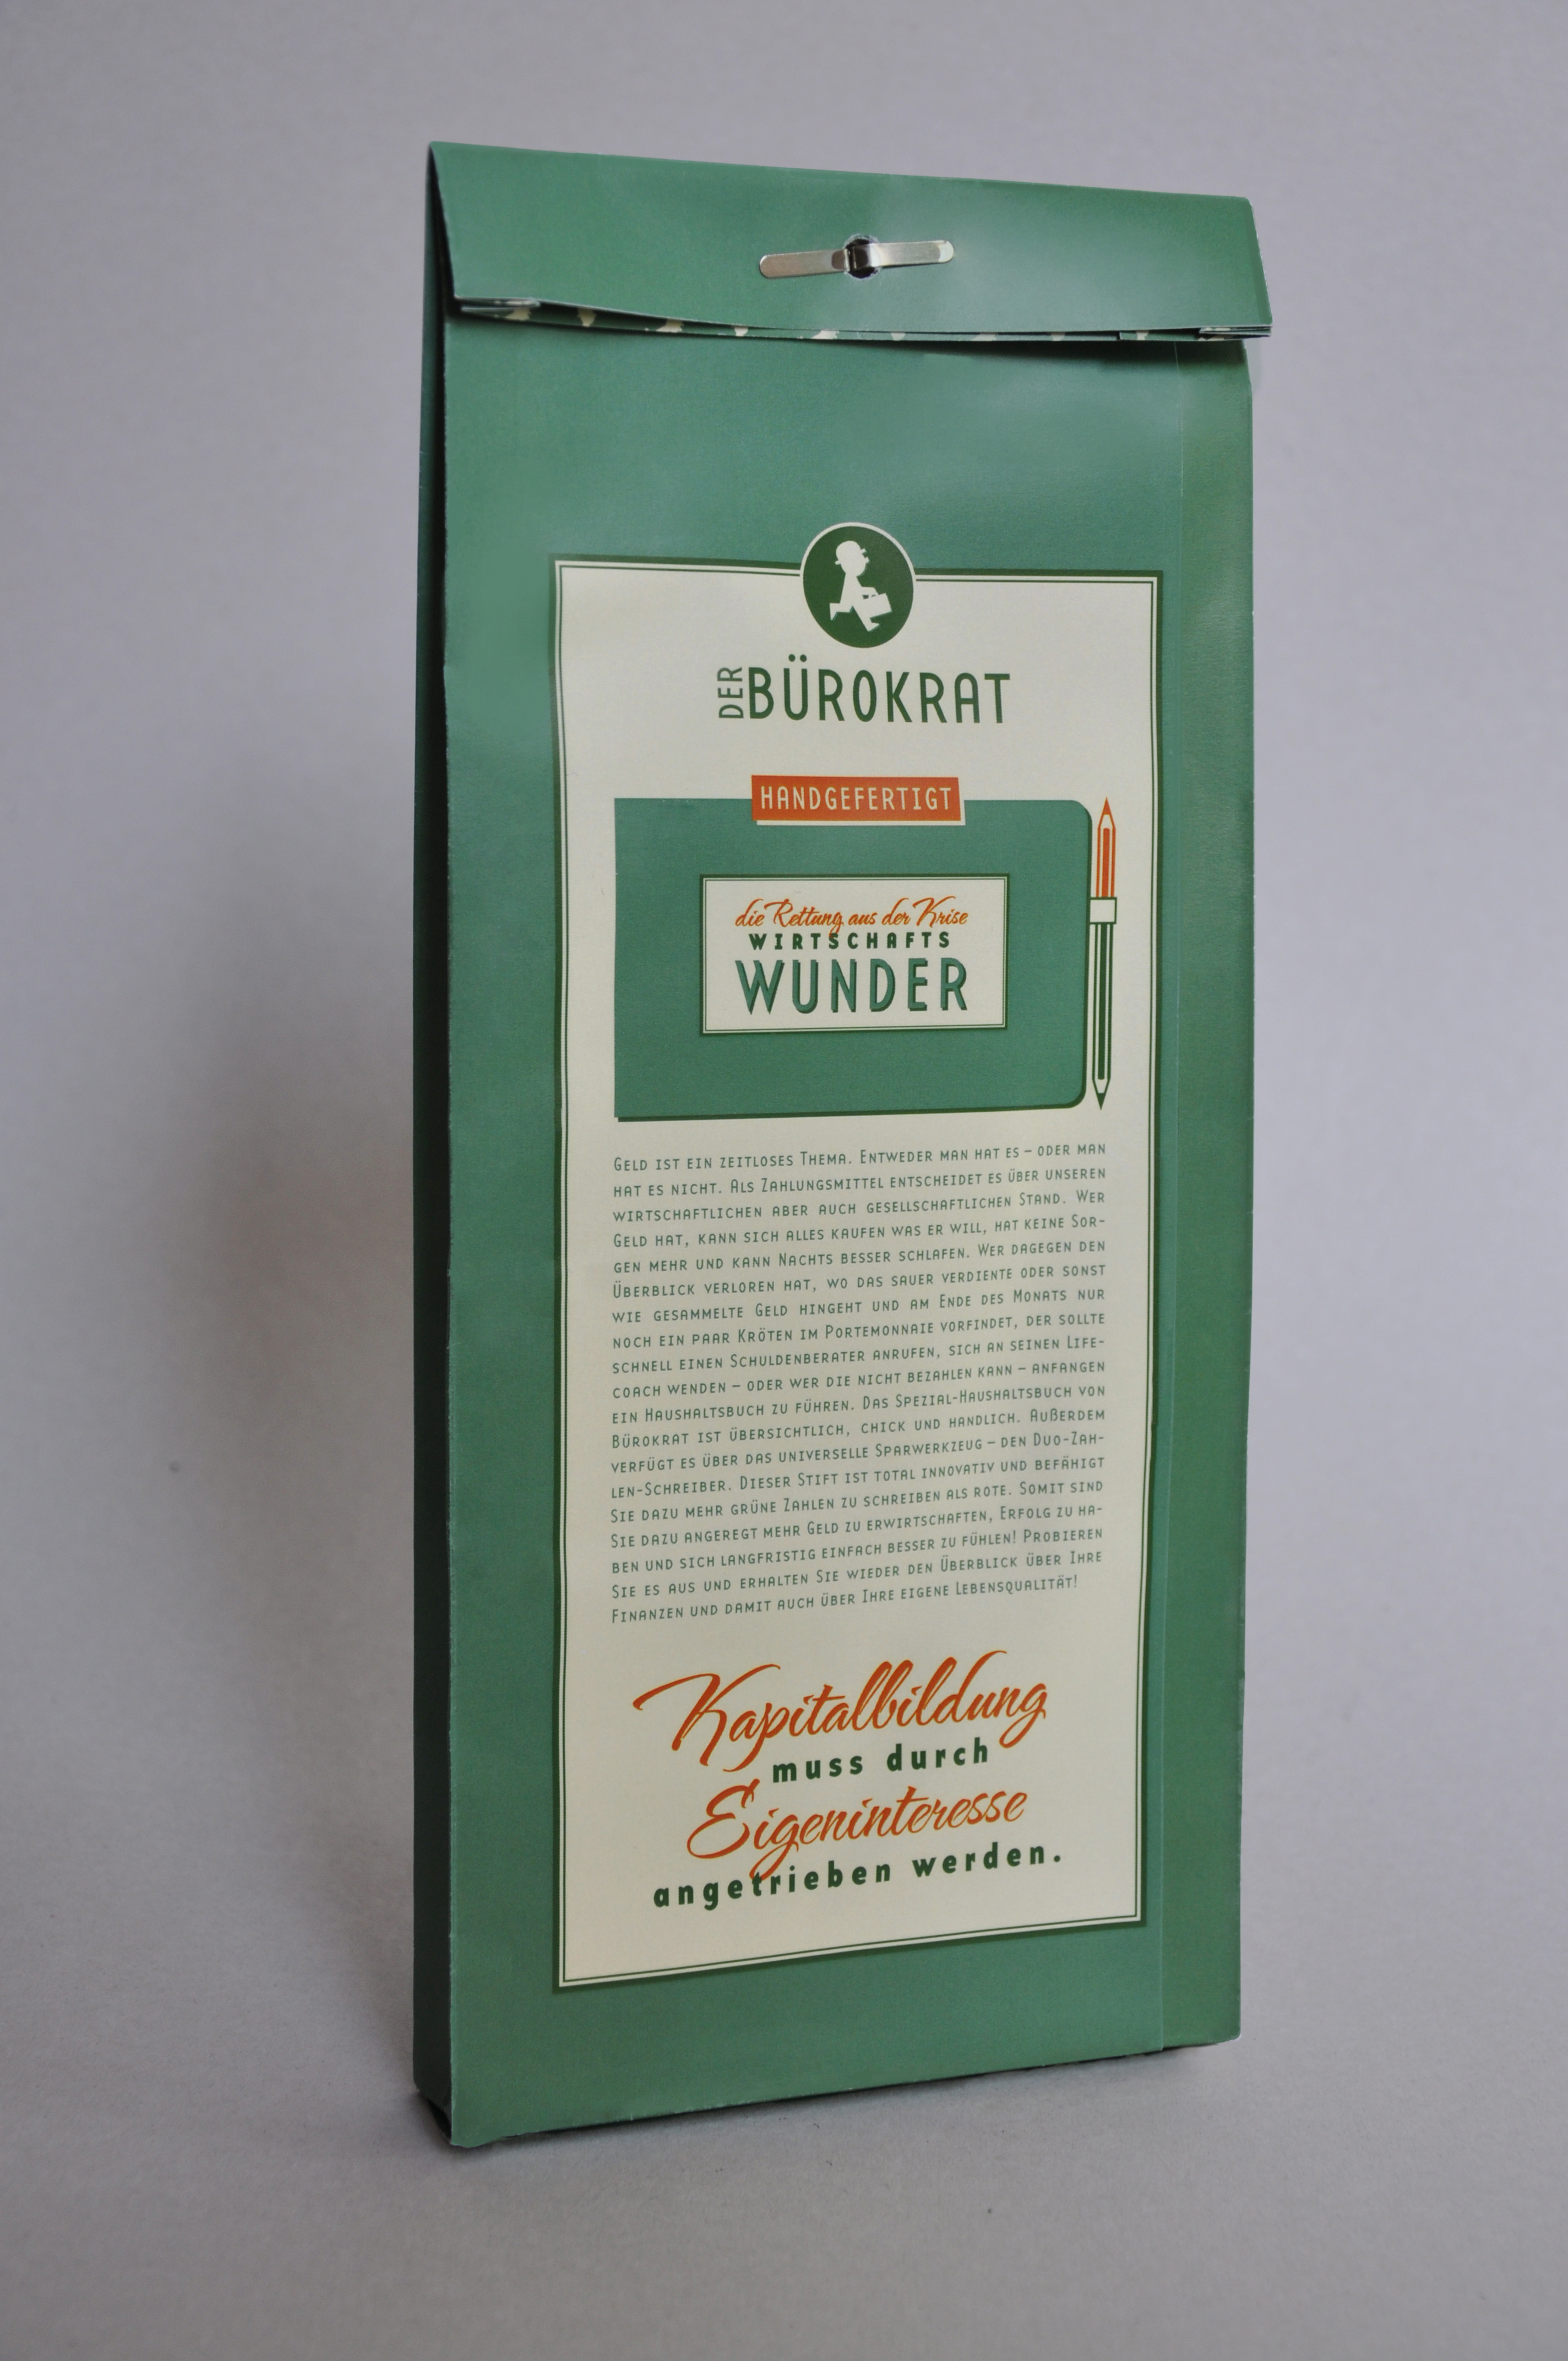 DER BÜROKRAT
HANDGEFERTIGT
die Rettung aus der Krise
WIRTSCHAFTS
WUNDER
Geld ist ein zeitloses Thema. Entweder man hat es – oder man
hat es nicht. Als Zahlungsmittel entscheidet es über unseren
wirtschaftlichen aber auch gesellschaftlichen Stand. Wer
Geld hat, kann sich alles kaufen was er will, hat keine Sor-
gen mehr und kann Nachts besser schlafen. Wer dagegen den
Überblick verloren hat, wo das sauer verdiente oder sonst
wie gesammelte Geld hingeht und am Ende des Monats nur
noch ein paar Kröten im Portemonnaie vorfindet, der sollte
schnell einen Schuldenberater anrufen, sich an seinen Life-
coach wenden – oder wer die nicht bezahlen kann – anfangen
ein Haushaltsbuch zu führen. Das Spezial-Haushaltsbuch von
Bürokrat ist übersichtlich, chick und handlich. Außerdem
verfügt es über das universelle Sparwerkzeug – den Duo-Zah-
len-Schreiber. Dieser Stift ist total innovativ und befähigt
Sie dazu mehr grüne Zahlen zu schreiben als rote. Somit sind
Sie dazu angeregt mehr Geld zu erwirtschaften, Erfolg zu ha-
ben und sich langfristig einfach besser zu fühlen! Probieren
Sie es aus und erhalten Sie wieder den Überblick über Ihre
Finanzen und damit auch über Ihre eigene Lebensqualität!
Kapitalbildung
muss durch
Eigeninteresse
angetrieben werden.